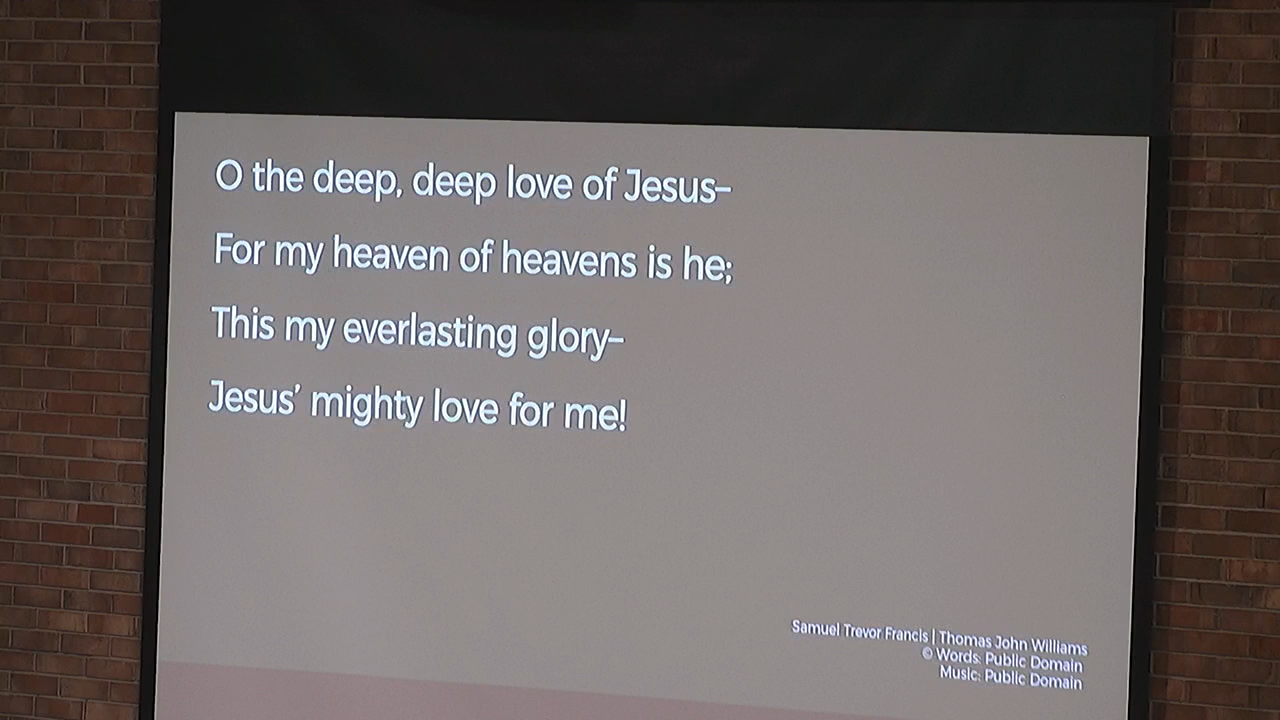 O the deep, deep love of Jesus–
For my heaven of heavens is he;
This my everlasting glory–
Jesus’ mighty love for me!
Samuel Trevor Francis | Thomas John Williams
© Words: Public Domain
Music: Public Domain